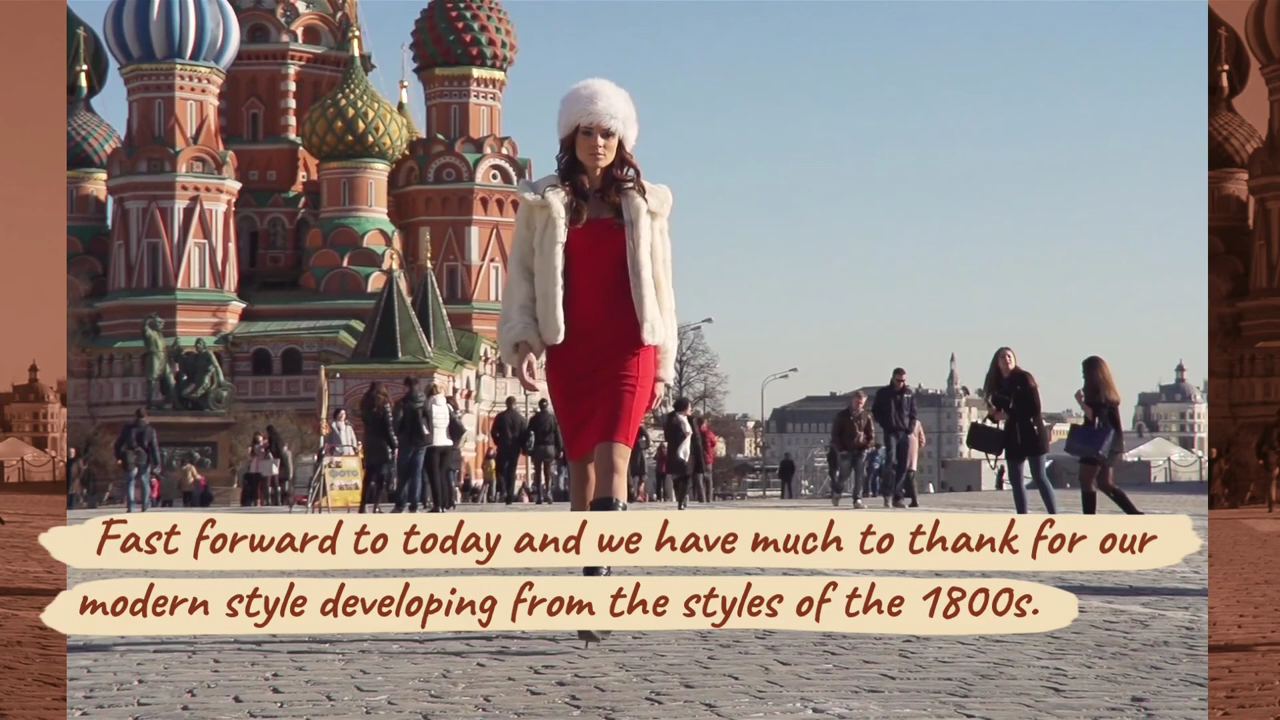 ФОТО
Fast forward to today and we have much to thank for our
modern style developing from the styles of the 1800s.